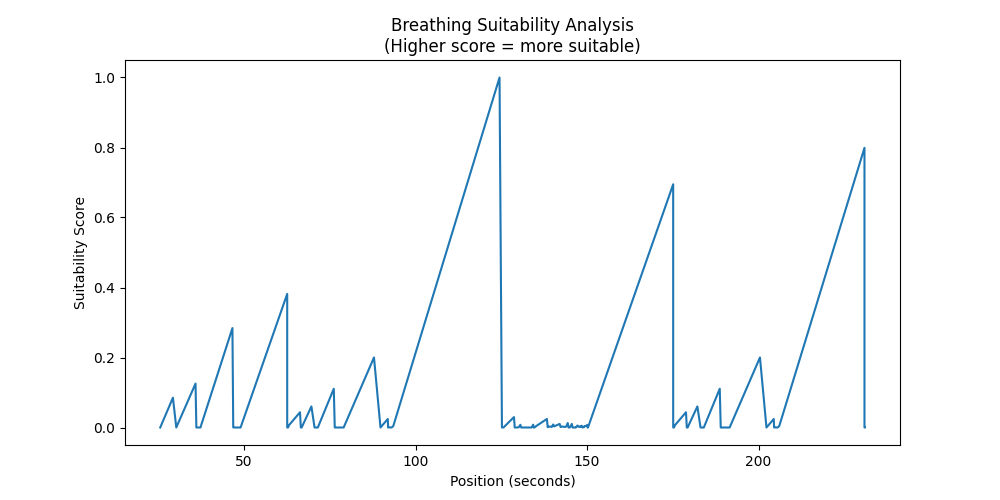 Breathing Suitability Analysis
(Higher score = more suitable)
Suitability Score
1.0
0.8
0.6
0.4
0.2
0.0
50
100
150
200
Position (seconds)